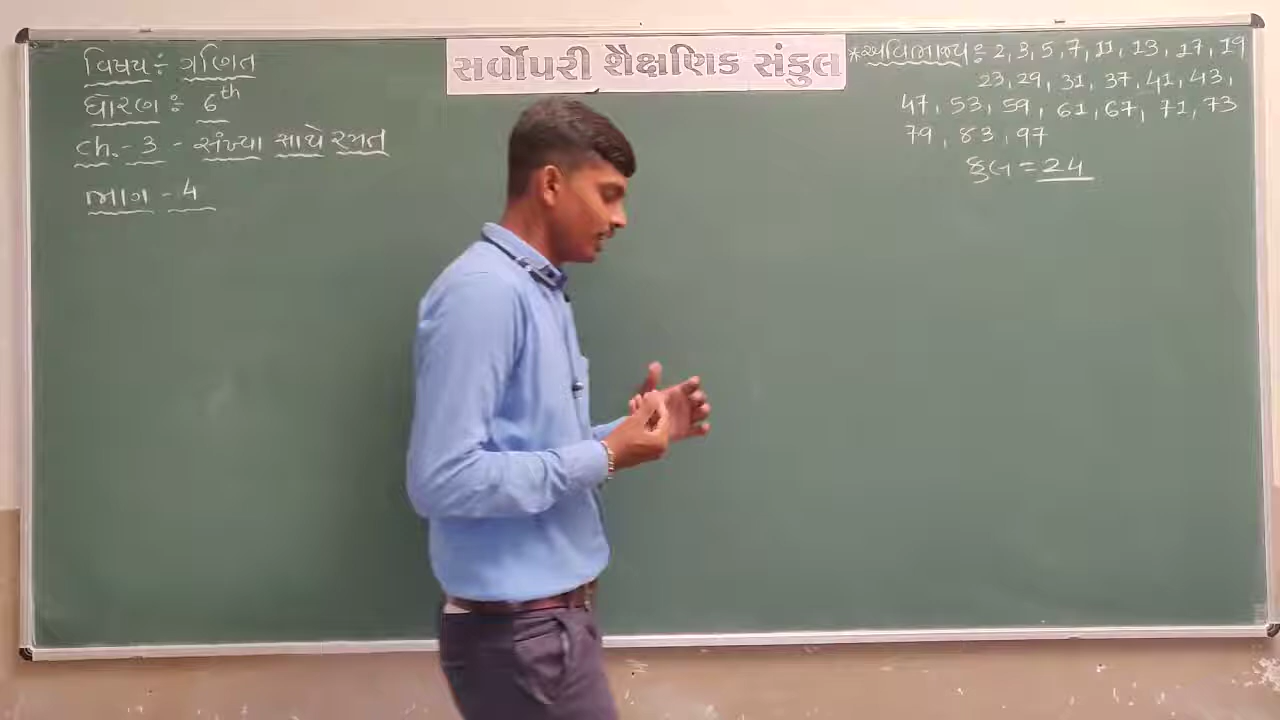 વિષય : ગણિત
ધોરણ : 6th
ch. - 3 - સંખ્યા સાથે રમત
ભાગ - 4
સર્વોપરી શૈક્ષણિક સંકુલ
*અવિભાજ્ય : 2, 3, 5, 7, 11, 13, 17, 19
23, 29, 31, 37, 41, 43,
47, 53, 59, 61, 67, 71, 73
79, 83, 97
કુલ = 24